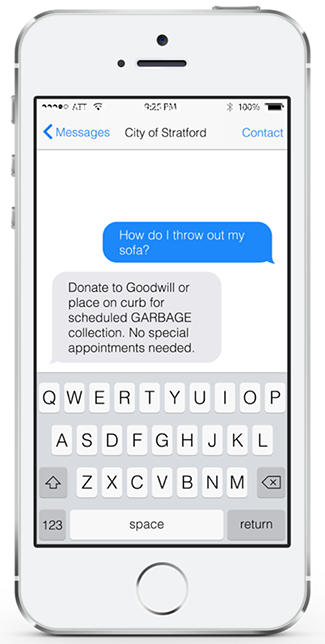 ATT 9:25 PM 100%
Messages City of Stratford Contact
How do I throw out my
sofa?
Donate to Goodwill or
place on curb for
scheduled GARBAGE
collection. No special
appointments needed.
Q W E R T Y U I O P
A S D F G H J K L
Z X C V B N M
123 space return